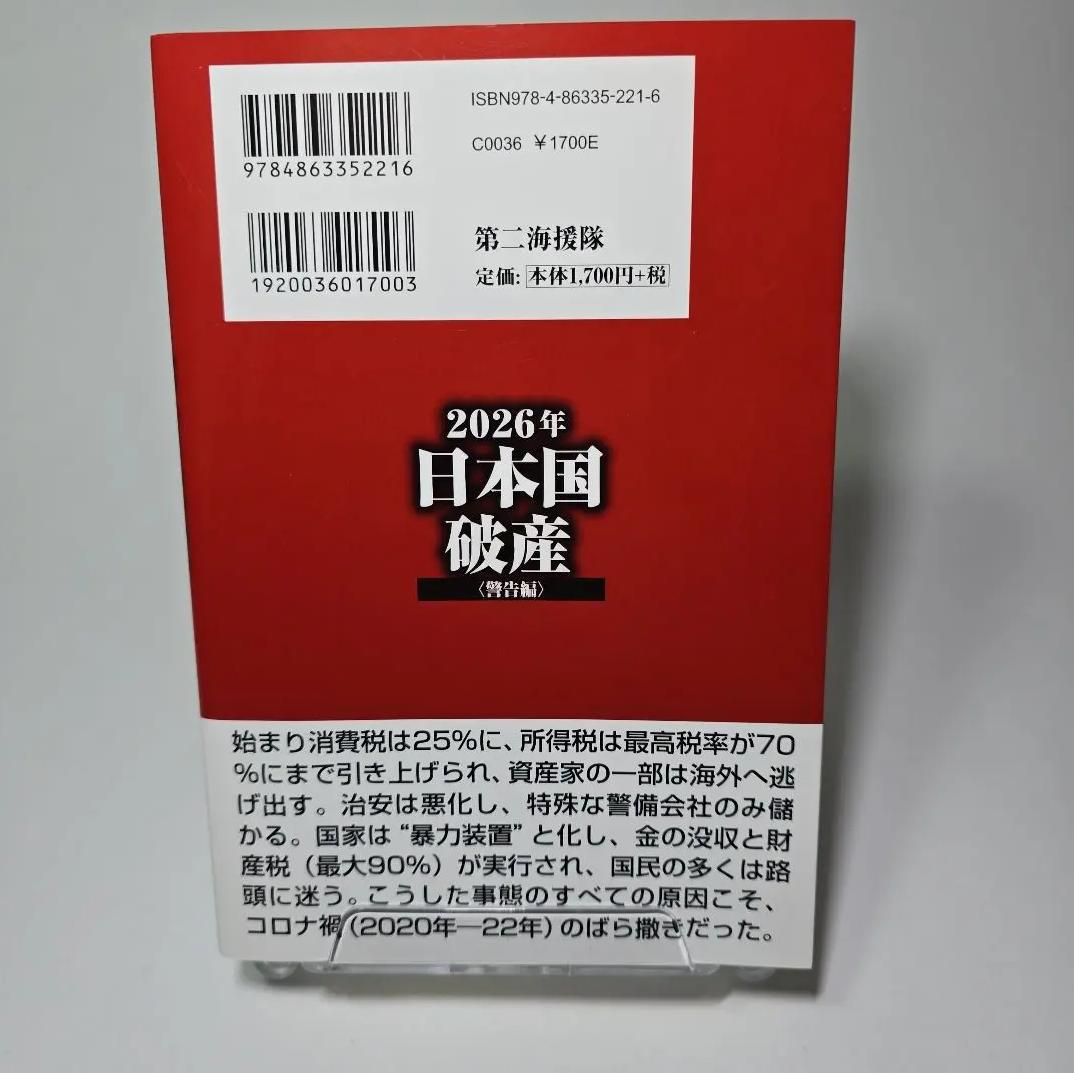 ISBN978-4-86335-221-6
C0036 ¥1700E
9784863352216
1920036017003
第二海援隊
定価: 本体1,700円+税
2026年
日本国
破産
〈警告編〉
始まり消費税は25%に、所得税は最高税率が70
%にまで引き上げられ、資産家の一部は海外へ逃
げ出す。治安は悪化し、特殊な警備会社のみ儲
かる。国家は“暴力装置”と化し、金の没収と財
産税（最大90%）が実行され、国民の多くは路
頭に迷う。こうした事態のすべての原因こそ、
コロナ禍（2020年―22年）のばら撒きだった。